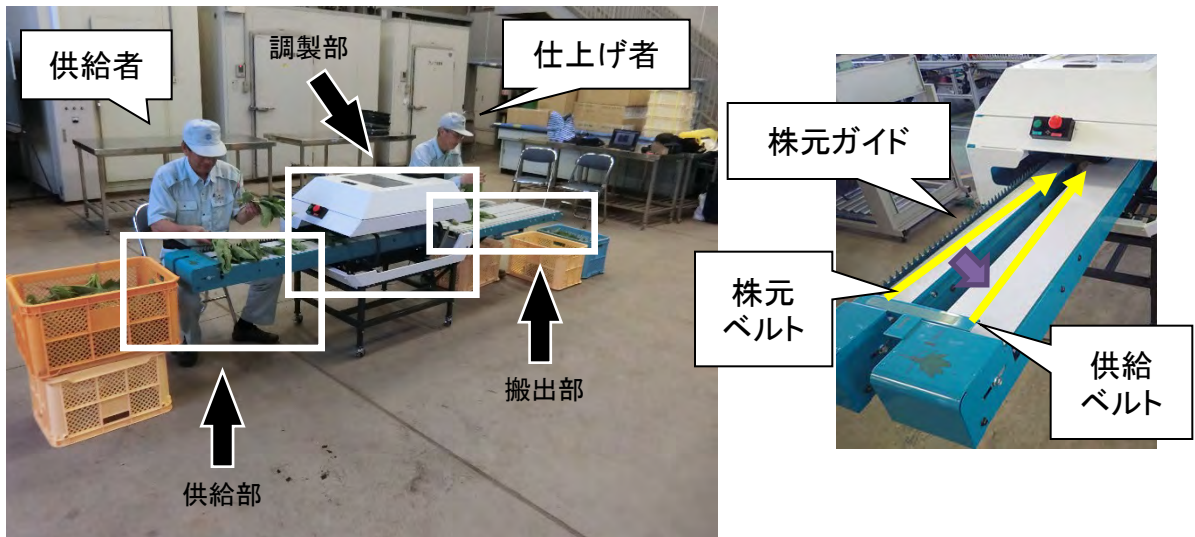 供給者
調製部
仕上げ者
搬出部
供給部
株元ガイド
株元
ベルト
供給
ベルト